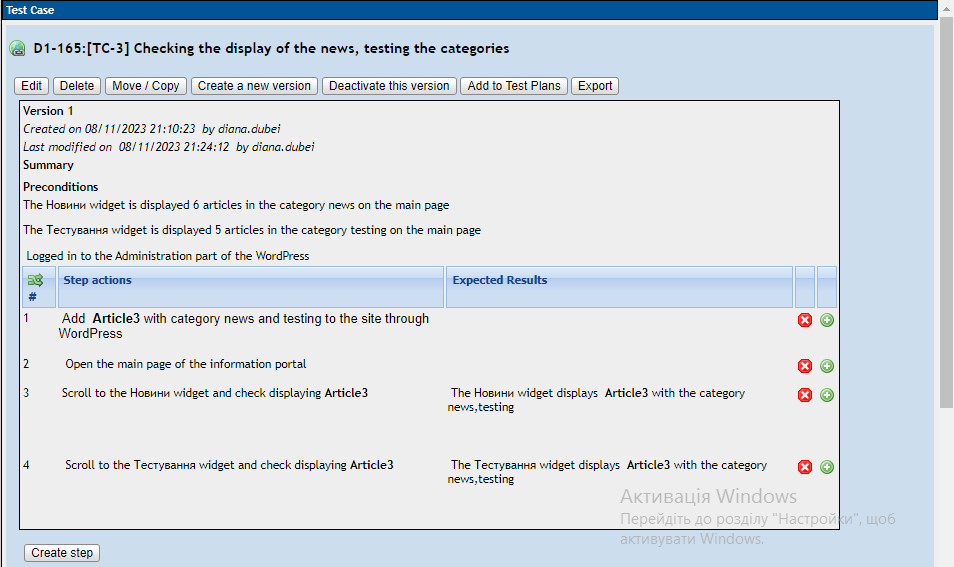 Test Case
D1-165:[TC-3] Checking the display of the news, testing the categories
Edit Delete Move / Copy Create a new version Deactivate this version Add to Test Plans Export
Version 1
Created on 08/11/2023 21:10:23 by diana.dubei
Last modified on 08/11/2023 21:24:12 by diana.dubei
Summary
Preconditions
The Новини widget is displayed 6 articles in the category news on the main page
The Тестування widget is displayed 5 articles in the category testing on the main page
Logged in to the Administration part of the WordPress
# Step actions Expected Results
1 Add Article3 with category news and testing to the site through
WordPress
2 Open the main page of the information portal
3 Scroll to the Новини widget and check displaying Article3 The Новини widget displays Article3 with the category
news,testing
4 Scroll to the Тестування widget and check displaying Article3 The Тестування widget displays Article3 with the category
news,testing
Активація Windows
Перейдіть до розділу "Настройки", щоб
активувати Windows.
Create step